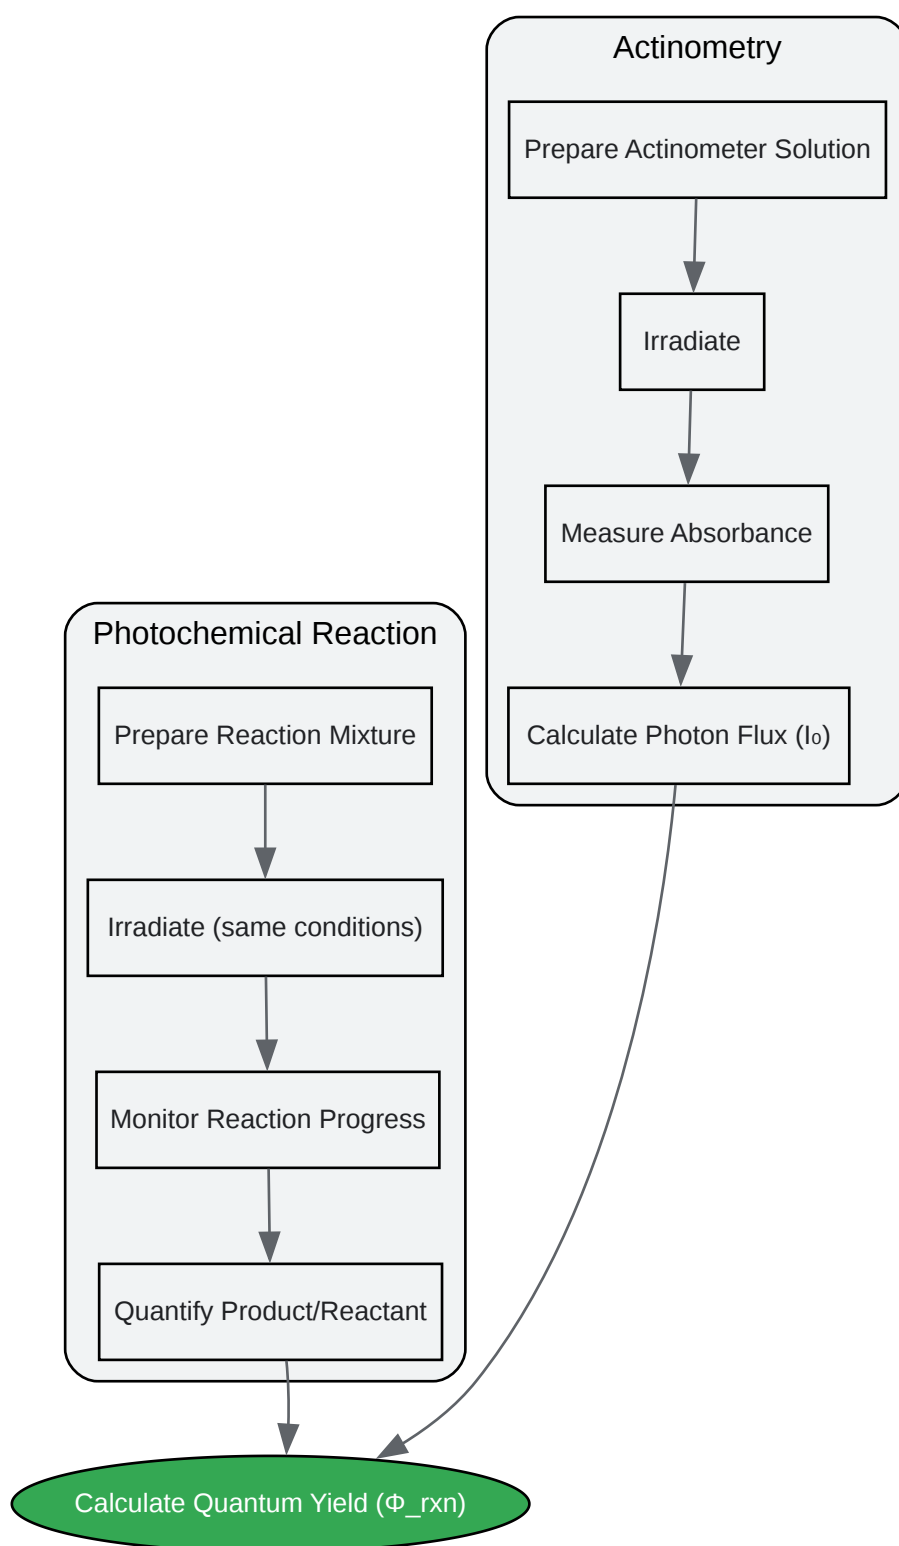 Actinometry
Prepare Actinometer Solution
Irradiate
Measure Absorbance
Calculate Photon Flux (I₀)
Photochemical Reaction
Prepare Reaction Mixture
Irradiate (same conditions)
Monitor Reaction Progress
Quantify Product/Reactant
Calculate Quantum Yield (Φ_rxn)